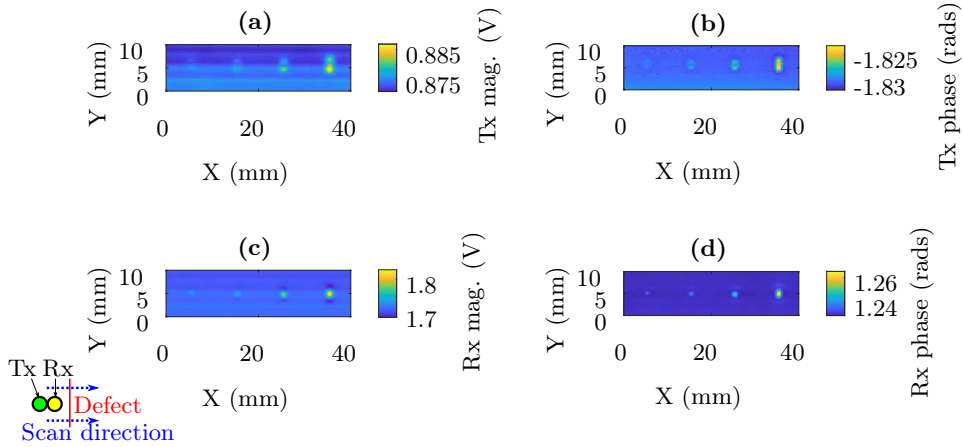 (a)
10
5
0
Y (mm)
0
20
40
X (mm)
0.885
0.875
Tx mag. (V)
(b)
10
5
0
Y (mm)
0
20
40
X (mm)
-1.825
-1.83
Tx phase (rads)
(c)
10
5
0
Y (mm)
0
20
40
X (mm)
1.8
1.7
Rx mag. (V)
(d)
10
5
0
Y (mm)
0
20
40
X (mm)
1.26
1.24
Rx phase (rads)
Tx Rx
Defect
Scan direction